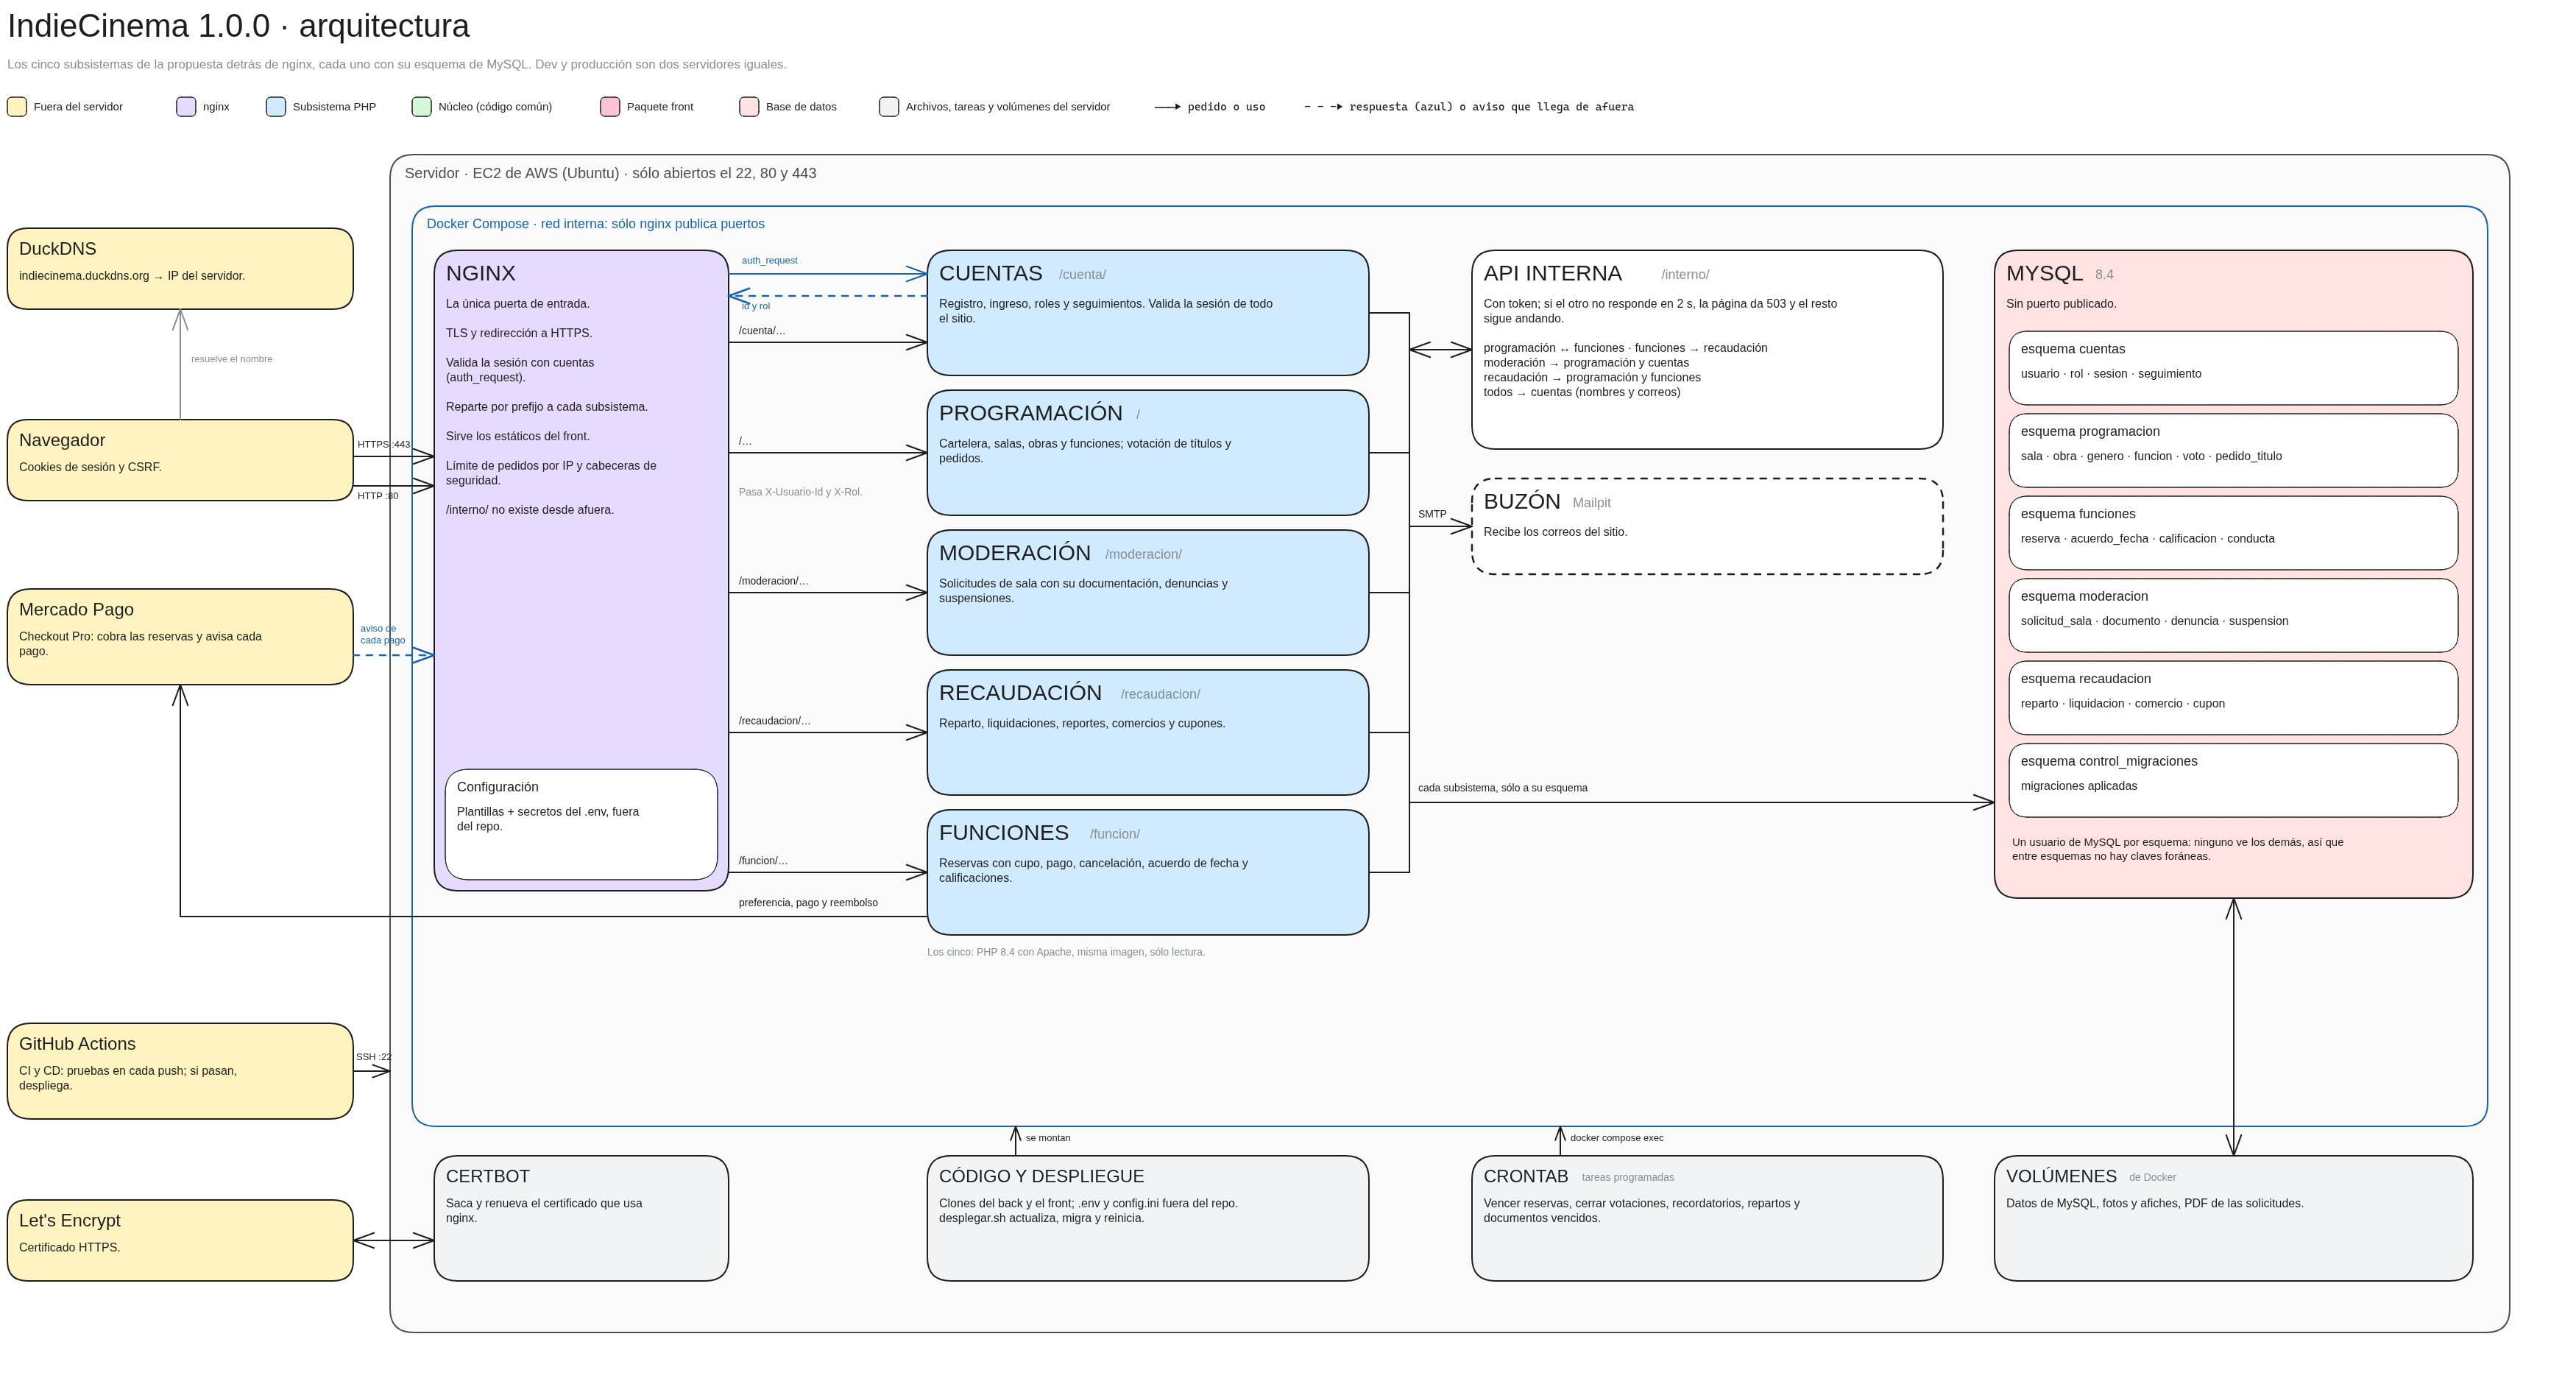 IndieCinema 1.0.0 · arquitectura
Los cinco subsistemas de la propuesta detrás de nginx, cada uno con su esquema de MySQL. Dev y producción son dos servidores iguales.
Fuera del servidor
nginx
Subsistema PHP
Núcleo (código común)
Paquete front
Base de datos
Archivos, tareas y volúmenes del servidor
pedido o uso
respuesta (azul) o aviso que llega de afuera
Servidor · EC2 de AWS (Ubuntu) · sólo abiertos el 22, 80 y 443
Docker Compose · red interna: sólo nginx publica puertos
DuckDNS
indiecinema.duckdns.org → IP del servidor.
resuelve el nombre
Navegador
Cookies de sesión y CSRF.
HTTPS :443
HTTP :80
Mercado Pago
Checkout Pro: cobra las reservas y avisa cada
pago.
aviso de
cada pago
GitHub Actions
CI y CD: pruebas en cada push; si pasan,
despliega.
SSH :22
Let's Encrypt
Certificado HTTPS.
NGINX
La única puerta de entrada.
TLS y redirección a HTTPS.
Valida la sesión con cuentas
(auth_request).
Reparte por prefijo a cada subsistema.
Sirve los estáticos del front.
Límite de pedidos por IP y cabeceras de
seguridad.
/interno/ no existe desde afuera.
Configuración
Plantillas + secretos del .env, fuera
del repo.
auth_request
id y rol
/cuenta/…
/…
Pasa X-Usuario-Id y X-Rol.
/moderacion/…
/recaudacion/…
/funcion/…
preferencia, pago y reembolso
CUENTAS /cuenta/
Registro, ingreso, roles y seguimientos. Valida la sesión de todo
el sitio.
PROGRAMACIÓN /
Cartelera, salas, obras y funciones; votación de títulos y
pedidos.
MODERACIÓN /moderacion/
Solicitudes de sala con su documentación, denuncias y
suspensiones.
RECAUDACIÓN /recaudacion/
Reparto, liquidaciones, reportes, comercios y cupones.
FUNCIONES /funcion/
Reservas con cupo, pago, cancelación, acuerdo de fecha y
calificaciones.
Los cinco: PHP 8.4 con Apache, misma imagen, sólo lectura.
API INTERNA /interno/
Con token; si el otro no responde en 2 s, la página da 503 y el resto
sigue andando.
programación ↔ funciones · funciones → recaudación
moderación → programación y cuentas
recaudación → programación y funciones
todos → cuentas (nombres y correos)
SMTP
BUZÓN Mailpit
Recibe los correos del sitio.
cada subsistema, sólo a su esquema
MYSQL 8.4
Sin puerto publicado.
esquema cuentas
usuario · rol · sesion · seguimiento
esquema programacion
sala · obra · genero · funcion · voto · pedido_titulo
esquema funciones
reserva · acuerdo_fecha · calificacion · conducta
esquema moderacion
solicitud_sala · documento · denuncia · suspension
esquema recaudacion
reparto · liquidacion · comercio · cupon
esquema control_migraciones
migraciones aplicadas
Un usuario de MySQL por esquema: ninguno ve los demás, así que
entre esquemas no hay claves foráneas.
se montan
docker compose exec
CERTBOT
Saca y renueva el certificado que usa
nginx.
CÓDIGO Y DESPLIEGUE
Clones del back y el front; .env y config.ini fuera del repo.
desplegar.sh actualiza, migra y reinicia.
CRONTAB tareas programadas
Vencer reservas, cerrar votaciones, recordatorios, repartos y
documentos vencidos.
VOLÚMENES de Docker
Datos de MySQL, fotos y afiches, PDF de las solicitudes.